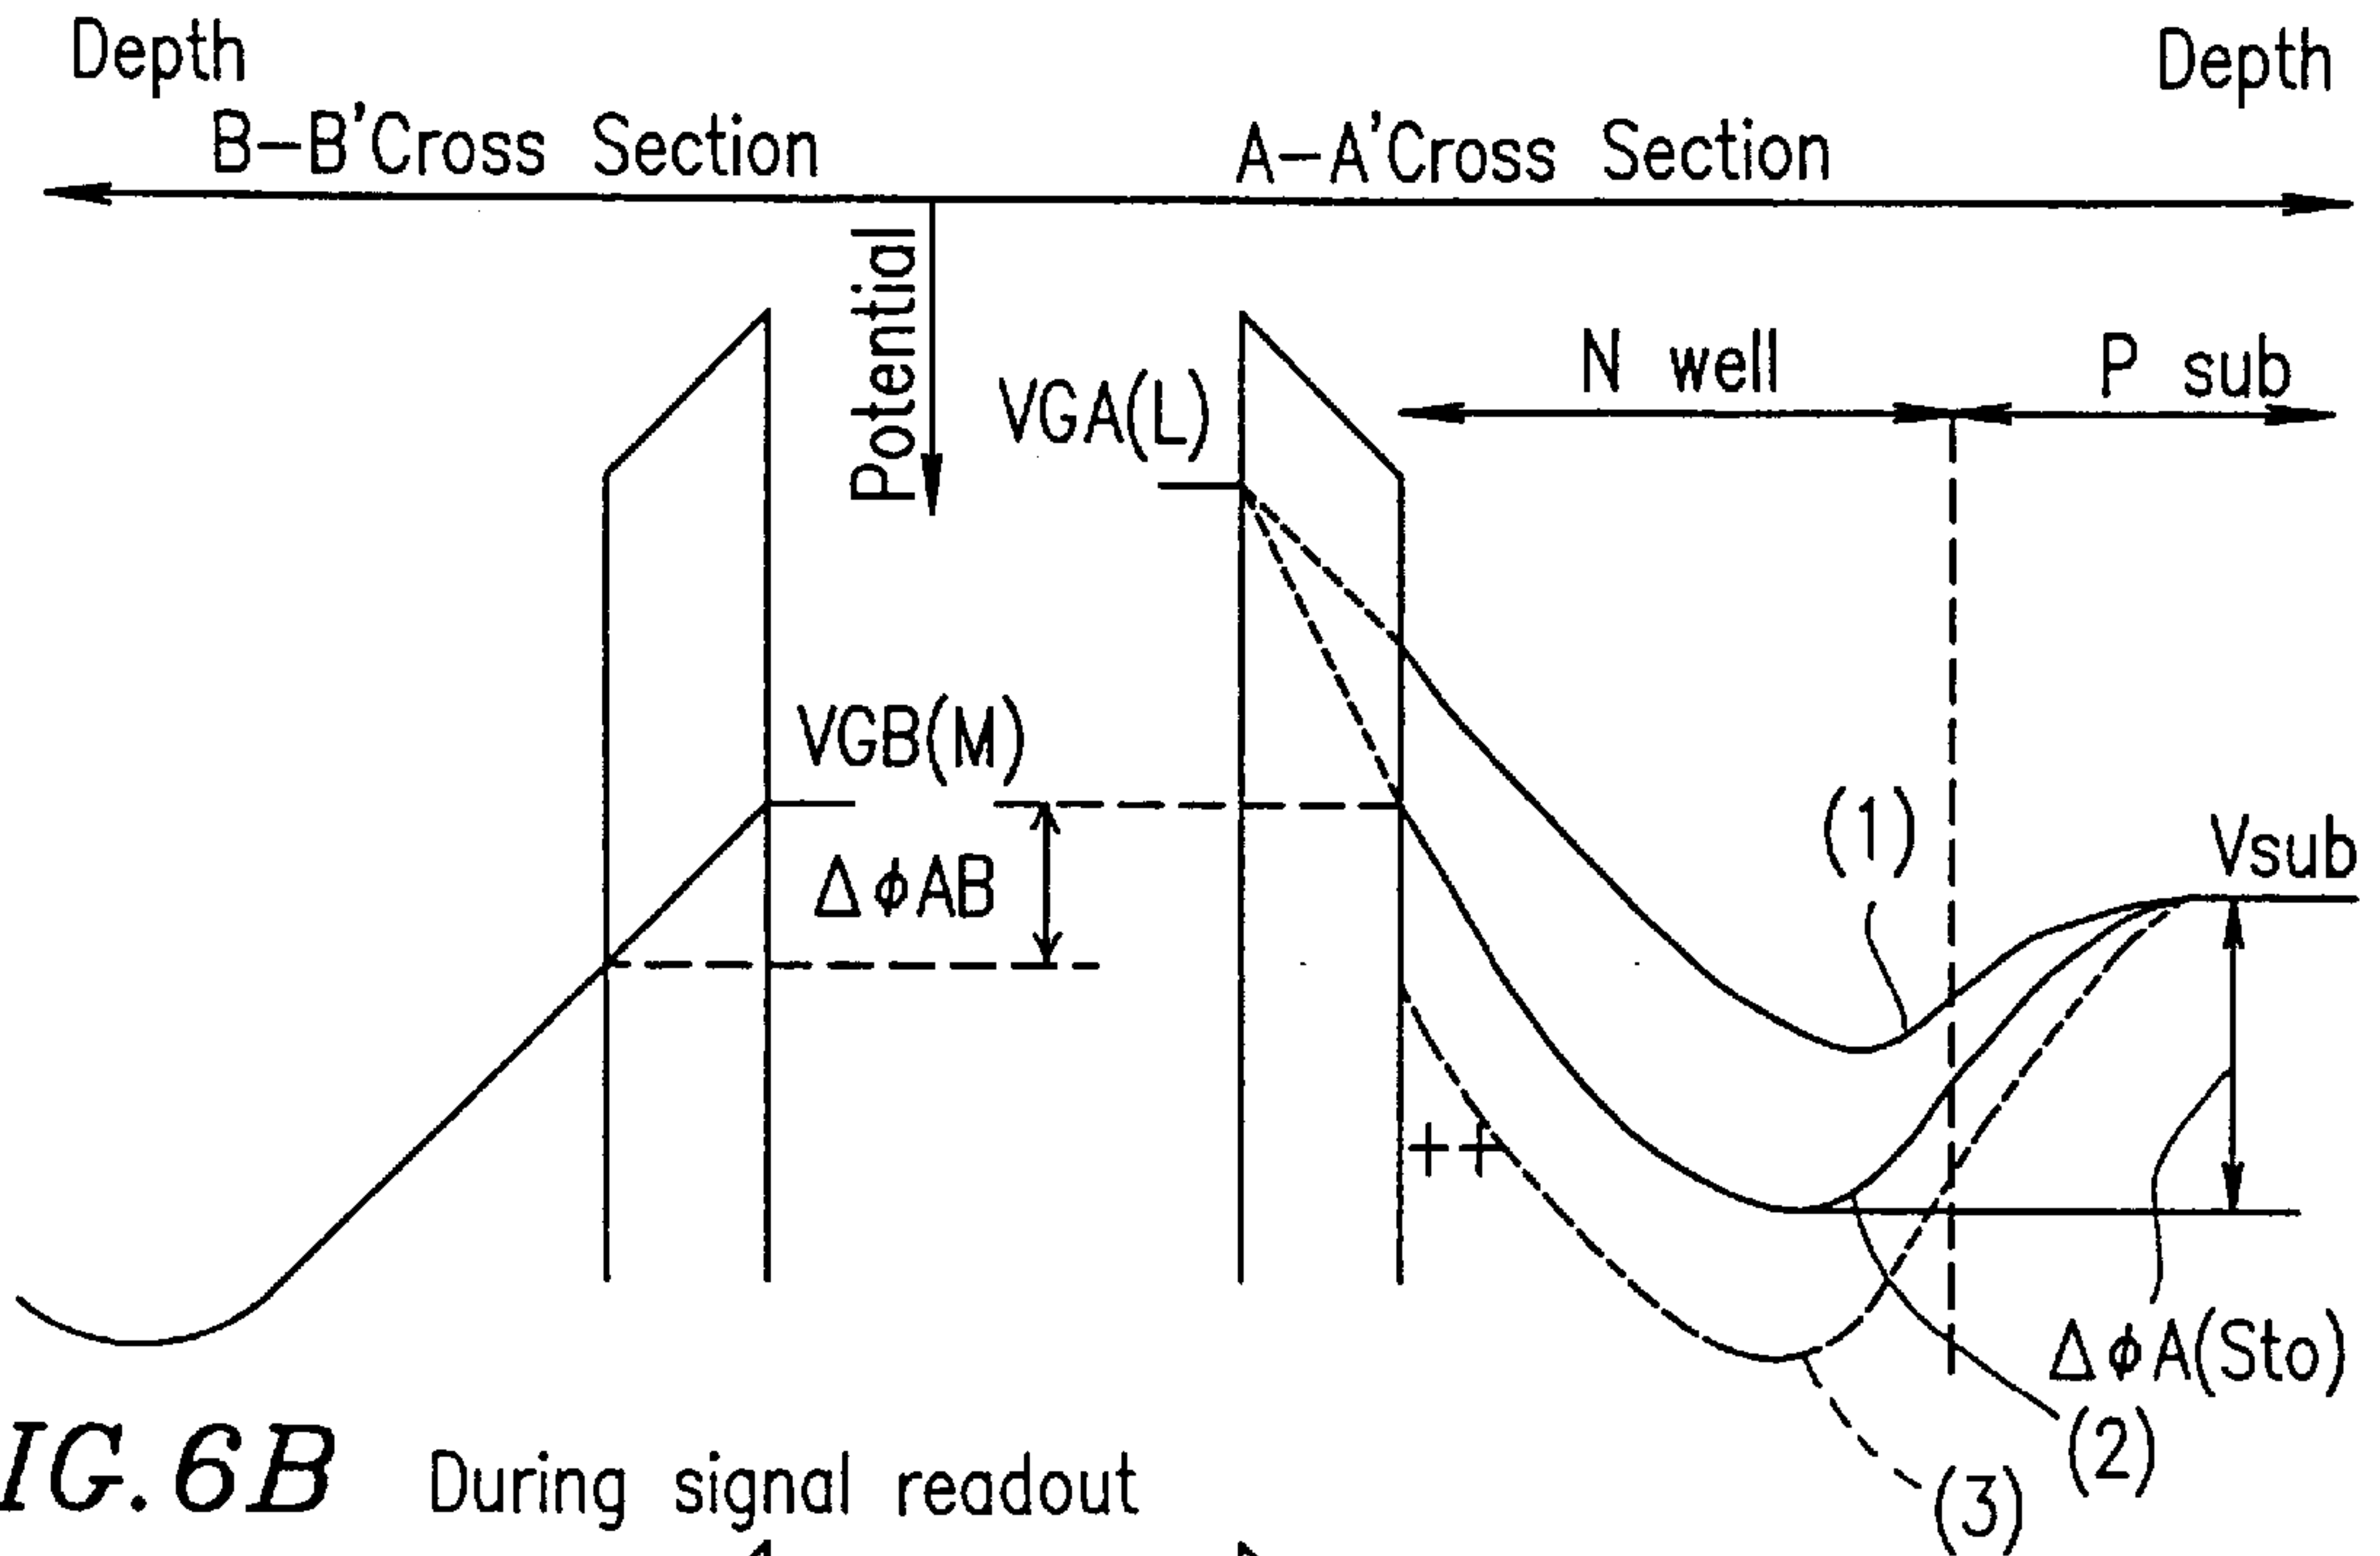 Depth
Depth
B-B'Cross Section
A-A'Cross Section
Potential
N well
P sub
VGA(L)
VGB(M)
ΔϕAB
(1)
Vsub
++
ΔϕA(Sto)
(2)
(3)
IG. 6B During signal readout